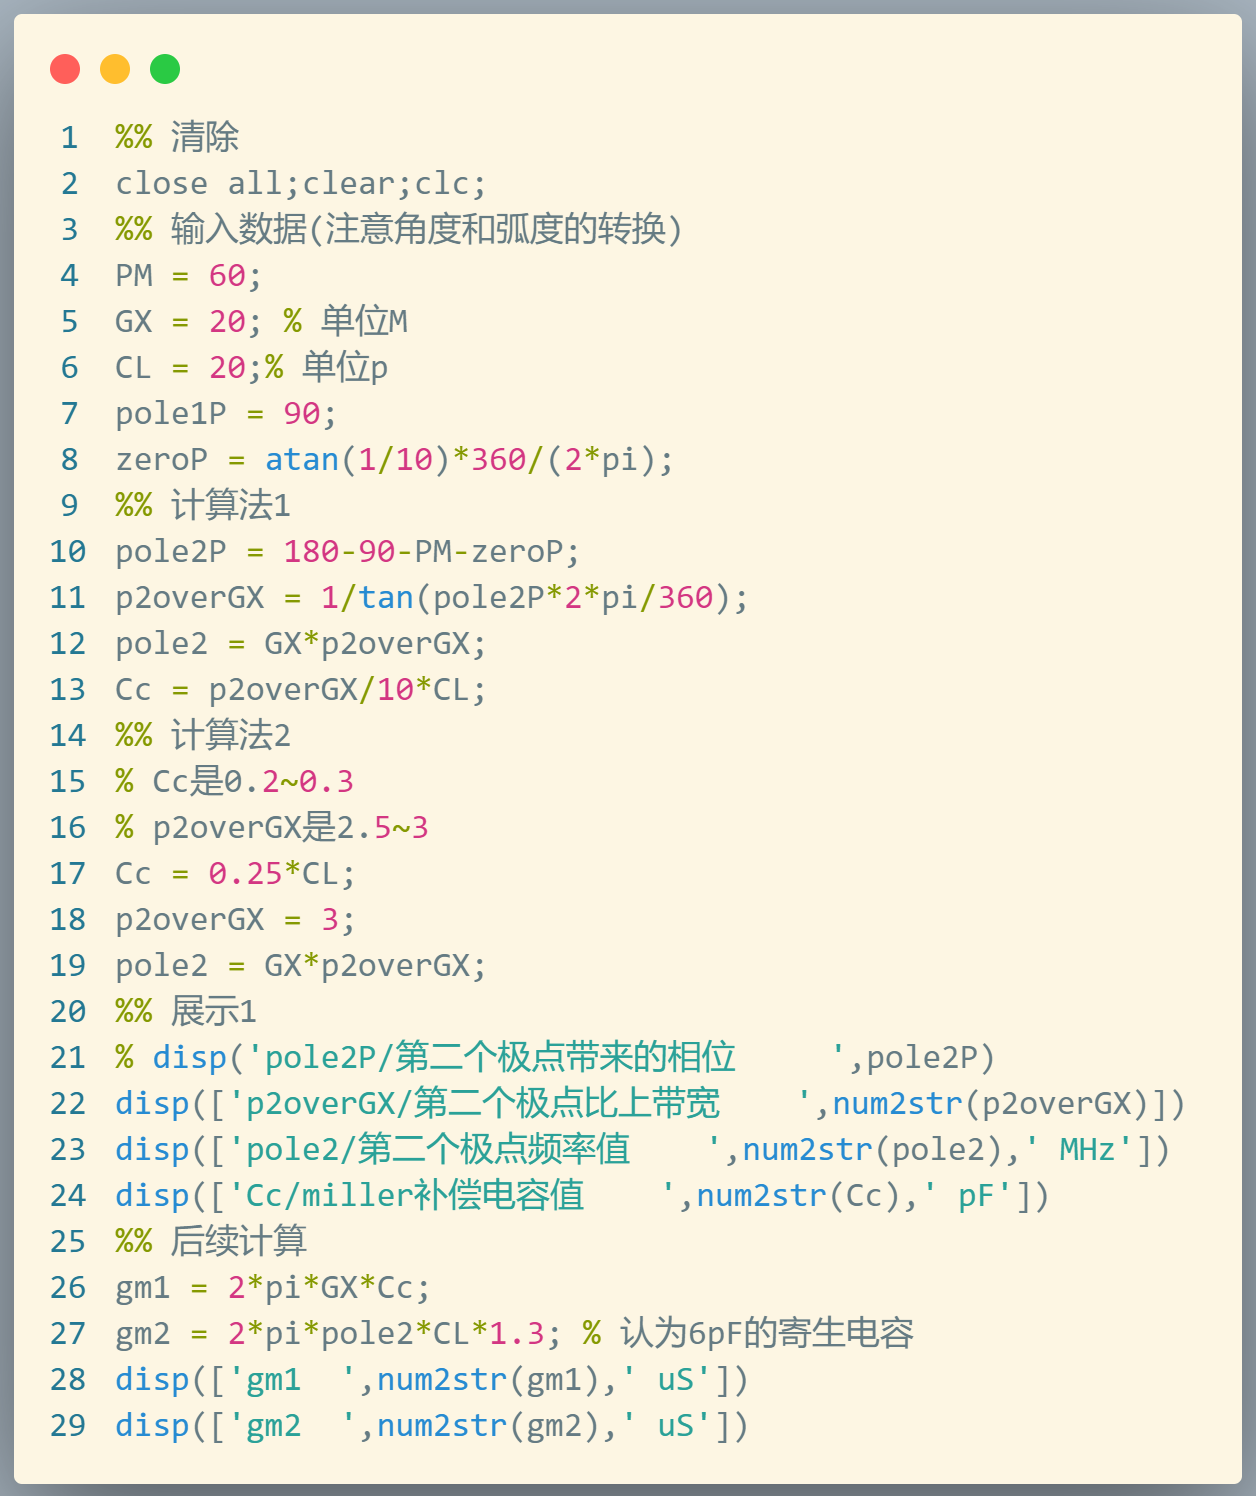 1 %% 清除
2 close all;clear;clc;
3 %% 输入数据(注意角度和弧度的转换)
4 PM = 60;
5 GX = 20; % 单位M
6 CL = 20;% 单位p
7 pole1P = 90;
8 zeroP = atan(1/10)*360/(2*pi);
9 %% 计算法1
10 pole2P = 180-90-PM-zeroP;
11 p2overGX = 1/tan(pole2P*2*pi/360);
12 pole2 = GX*p2overGX;
13 Cc = p2overGX/10*CL;
14 %% 计算法2
15 % Cc是0.2~0.3
16 % p2overGX是2.5~3
17 Cc = 0.25*CL;
18 p2overGX = 3;
19 pole2 = GX*p2overGX;
20 %% 展示1
21 % disp('pole2P/第二个极点带来的相位     ',pole2P)
22 disp(['p2overGX/第二个极点比上带宽    ',num2str(p2overGX)])
23 disp(['pole2/第二个极点频率值    ',num2str(pole2),' MHz'])
24 disp(['Cc/miller补偿电容值    ',num2str(Cc),' pF'])
25 %% 后续计算
26 gm1 = 2*pi*GX*Cc;
27 gm2 = 2*pi*pole2*CL*1.3; % 认为6pF的寄生电容
28 disp(['gm1  ',num2str(gm1),' uS'])
29 disp(['gm2  ',num2str(gm2),' uS'])